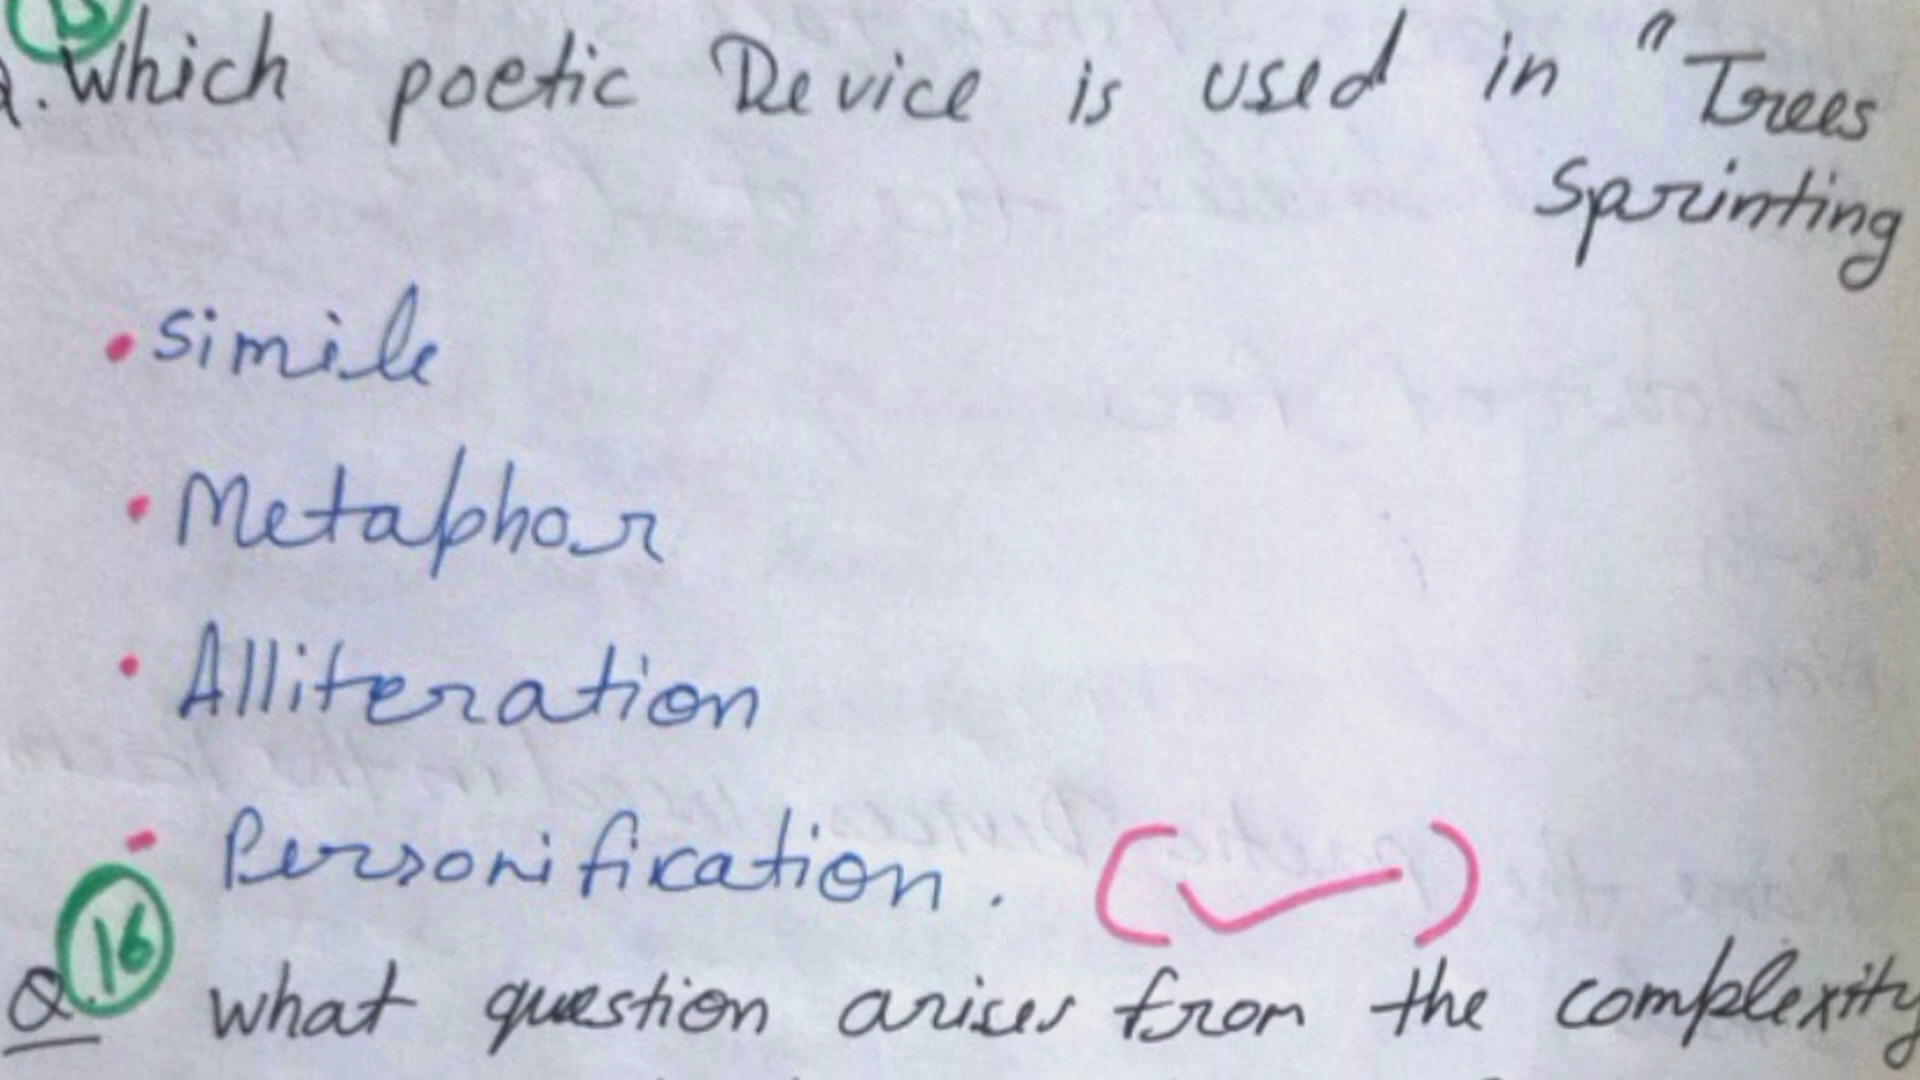 Q. Which poetic Device is used in "Trees
Sprinting
• Simile
• Metaphor
• Alliteration
• Personification. (✓)
Q. 16 what question arises from the complexity